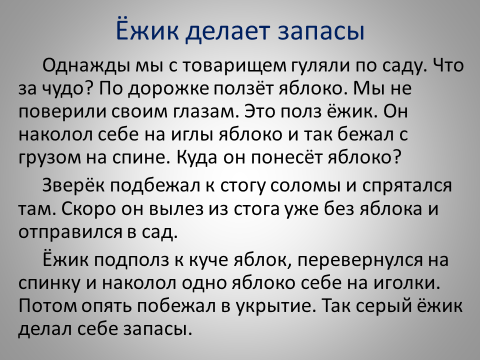 Ёжик делает запасы
Однажды мы с товарищем гуляли по саду. Что
за чудо? По дорожке ползёт яблоко. Мы не
поверили своим глазам. Это полз ёжик. Он
наколол себе на иглы яблоко и так бежал с
грузом на спине. Куда он понесёт яблоко?
Зверёк подбежал к стогу соломы и спрятался
там. Скоро он вылез из стога уже без яблока и
отправился в сад.
Ёжик подполз к куче яблок, перевернулся на
спинку и наколол одно яблоко себе на иголки.
Потом опять побежал в укрытие. Так серый ёжик
делал себе запасы.